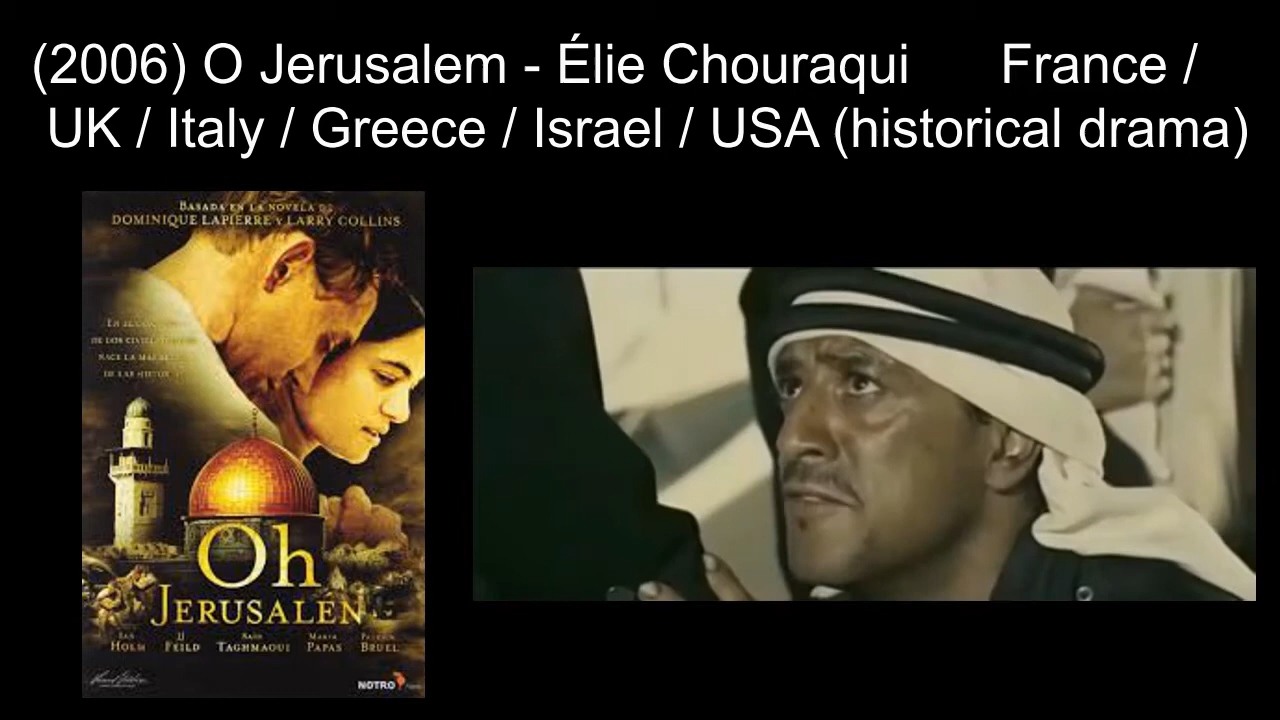 (2006) O Jerusalem - Élie Chouraqui France /
UK / Italy / Greece / Israel / USA (historical drama)
BASADA EN LA NOVELA DE
DOMINIQUE LAPIERRE Y LARRY COLLINS
Oh
JERUSALÉN
IAN JJ SAÏD MARIA PATRICK
HOLM FEILD TAGHMAOUI PAPAS BRUEL
NOTRO